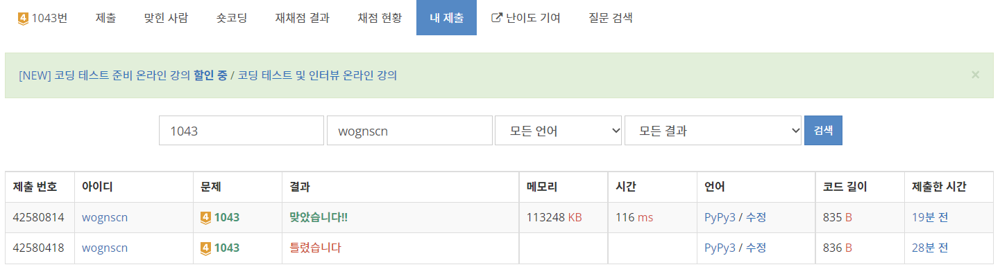 4 1043번 제출 맞힌 사람 숏코딩 재채점 결과 채점 현황 내 제출 난이도 기여 질문 검색
[NEW] 코딩 테스트 준비 온라인 강의 할인 중 / 코딩 테스트 및 인터뷰 온라인 강의 ×
1043 wognscn 모든 언어 모든 결과 검색
제출 번호 아이디 문제 결과 메모리 시간 언어 코드 길이 제출한 시간
42580814 wognscn 4 1043 맞았습니다!! 113248 KB 116 ms PyPy3 / 수정 835 B 19분 전
42580418 wognscn 4 1043 틀렸습니다 PyPy3 / 수정 836 B 28분 전